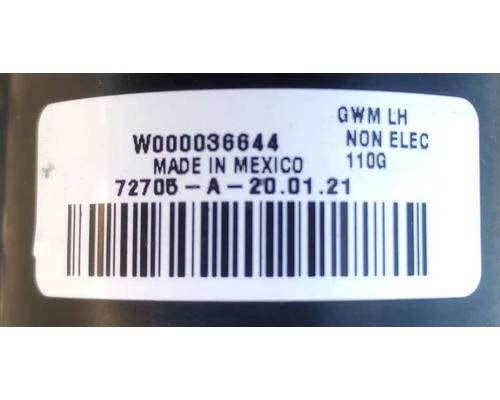 GWM LH
W000036644 NON ELEC
MADE IN MEXICO 110G
72705-A-20.01.21